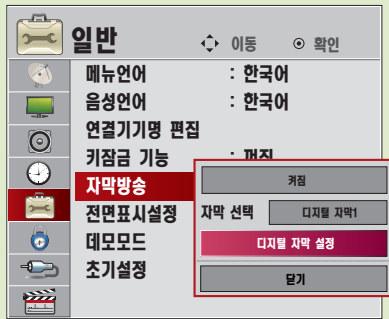 일반 이동 확인
메뉴언어 : 한국어
음성언어 : 한국어
연결기기명 편집
키잠금 기능 : 꺼짐
자막방송
전면표시설정
데모모드
초기설정
켜짐
자막 선택 디지털 자막1
디지털 자막 설정
닫기